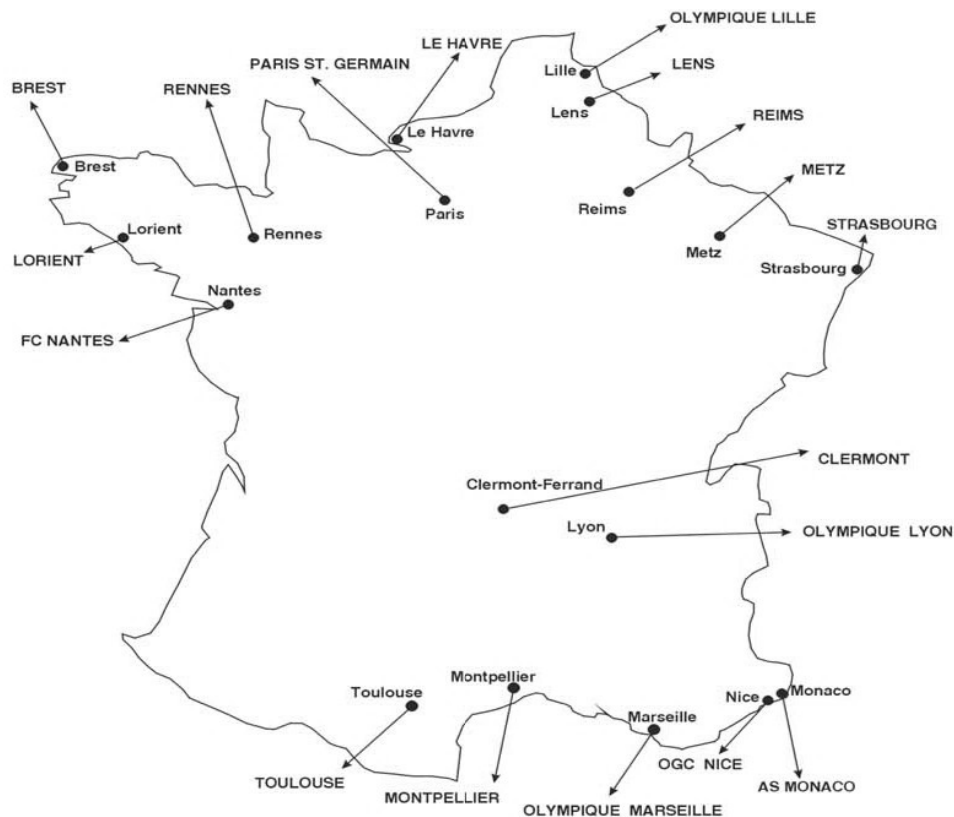 OLYMPIQUE LILLE
LE HAVRE
PARIS ST. GERMAIN
Lille
LENS
BREST
RENNES
Lens
REIMS
Le Havre
Brest
METZ
Reims
Paris
Lorient
Rennes
STRASBOURG
Metz
LORIENT
Strasbourg
Nantes
FC NANTES
CLERMONT
Clermont-Ferrand
Lyon
OLYMPIQUE LYON
Montpellier
Toulouse
Nice
Monaco
Marseille
OGC NICE
TOULOUSE
AS MONACO
MONTPELLIER
OLYMPIQUE MARSEILLE